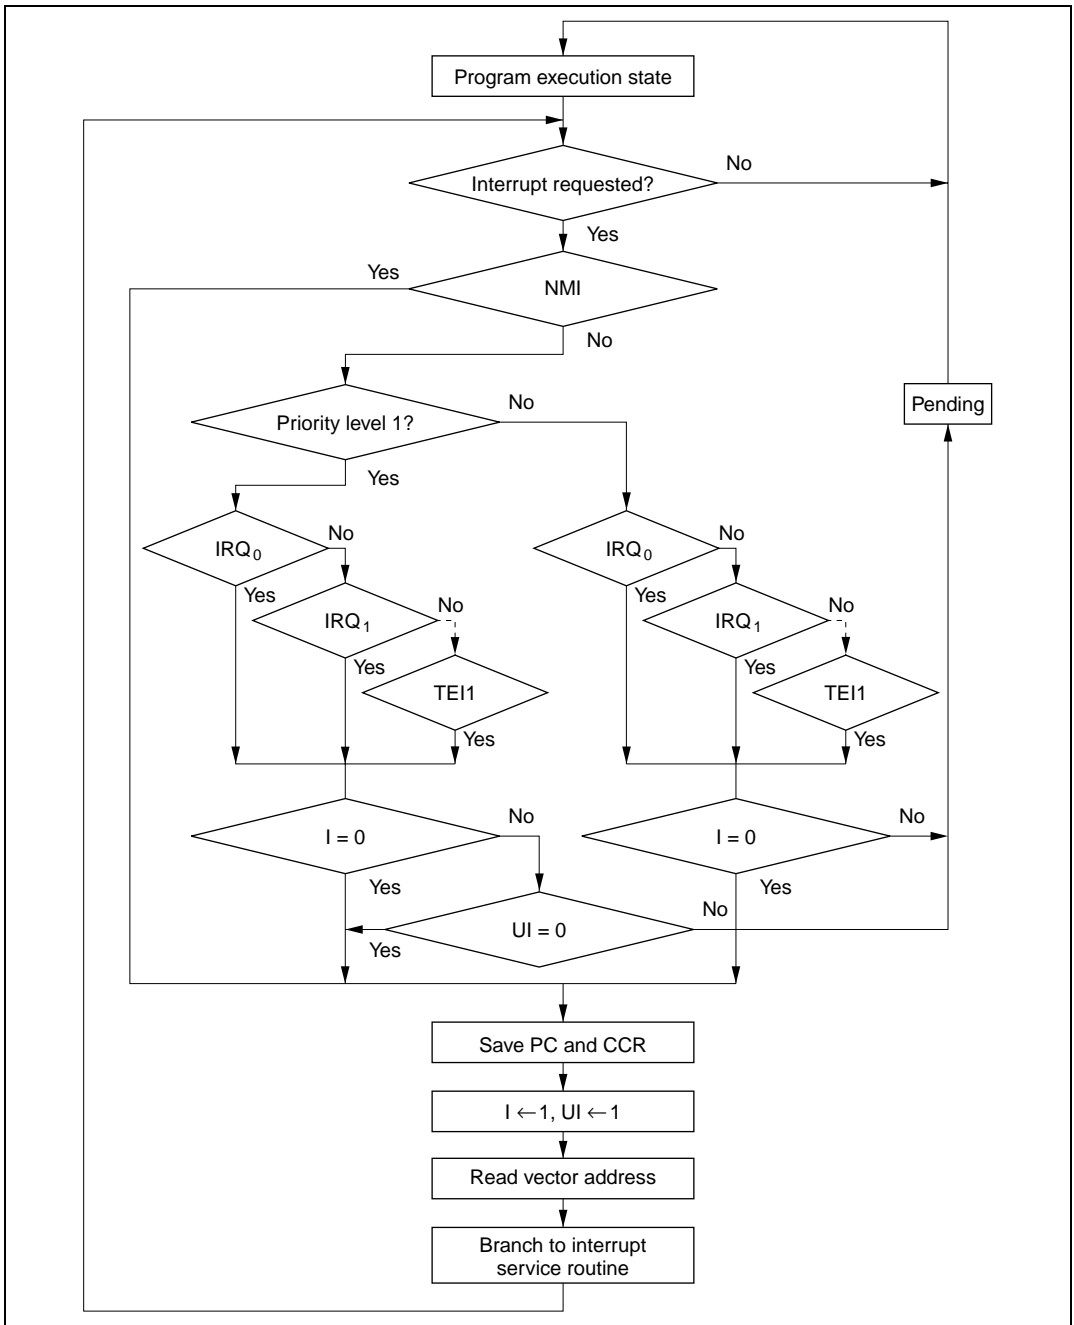 Program execution state
No
Interrupt requested?
Yes
Yes
NMI
No
Pending
No
Priority level 1?
Yes
No
No
IRQ0
IRQ0
Yes
Yes
No
No
IRQ1
IRQ1
Yes
Yes
TEI1
TEI1
Yes
Yes
No
No
I = 0
I = 0
Yes
Yes
No
UI = 0
Yes
Save PC and CCR
I ←1, UI ←1
Read vector address
Branch to interrupt
service routine